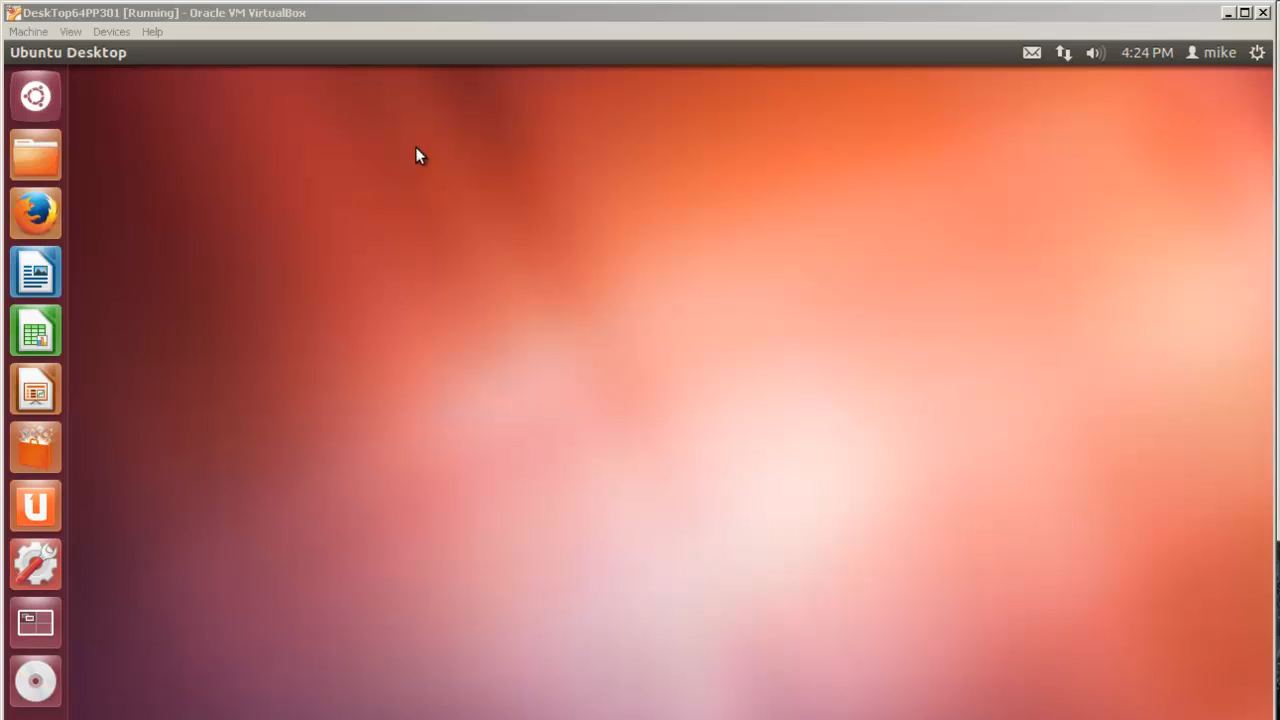 DeskTop64PP301 [Running] - Oracle VM VirtualBox
Machine View Devices Help
Ubuntu Desktop 4:24 PM mike